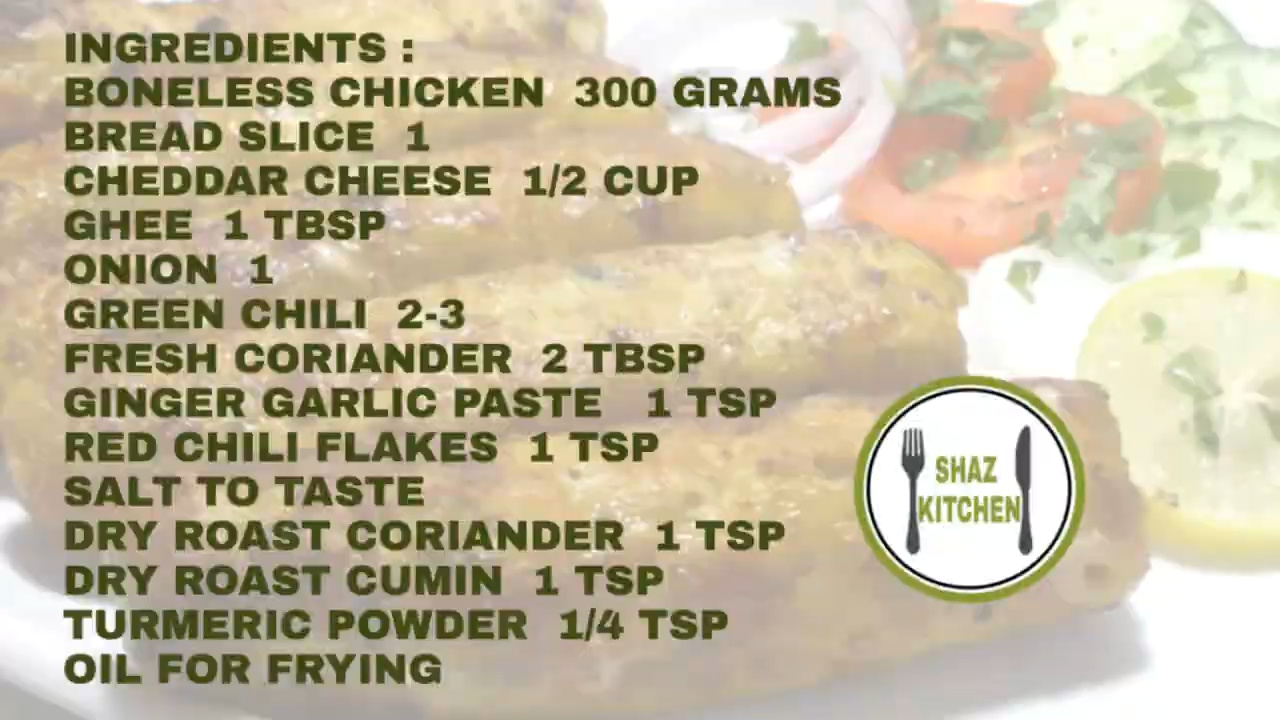 INGREDIENTS :
BONELESS CHICKEN 300 GRAMS
BREAD SLICE 1
CHEDDAR CHEESE 1/2 CUP
GHEE 1 TBSP
ONION 1
GREEN CHILI 2-3
FRESH CORIANDER 2 TBSP
GINGER GARLIC PASTE 1 TSP
RED CHILI FLAKES 1 TSP
SALT TO TASTE
DRY ROAST CORIANDER 1 TSP
DRY ROAST CUMIN 1 TSP
TURMERIC POWDER 1/4 TSP
OIL FOR FRYING
SHAZ
KITCHEN